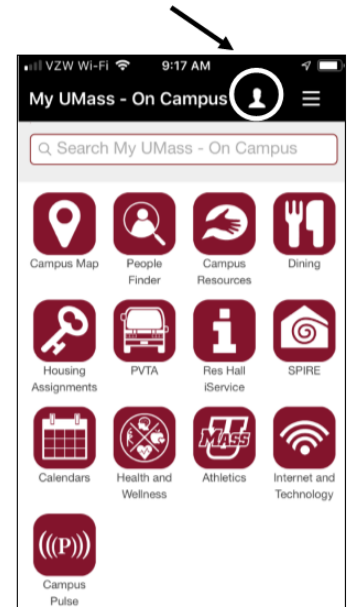 VZW Wi-Fi 9:17 AM
My UMass - On Campus
Search My UMass - On Campus
Campus Map
People
Finder
Campus
Resources
Dining
Housing
Assignments
PVTA
Res Hall
iService
SPIRE
Calendars
Health and
Wellness
U
MASS
Athletics
Internet and
Technology
(((P)))
Campus
Pulse